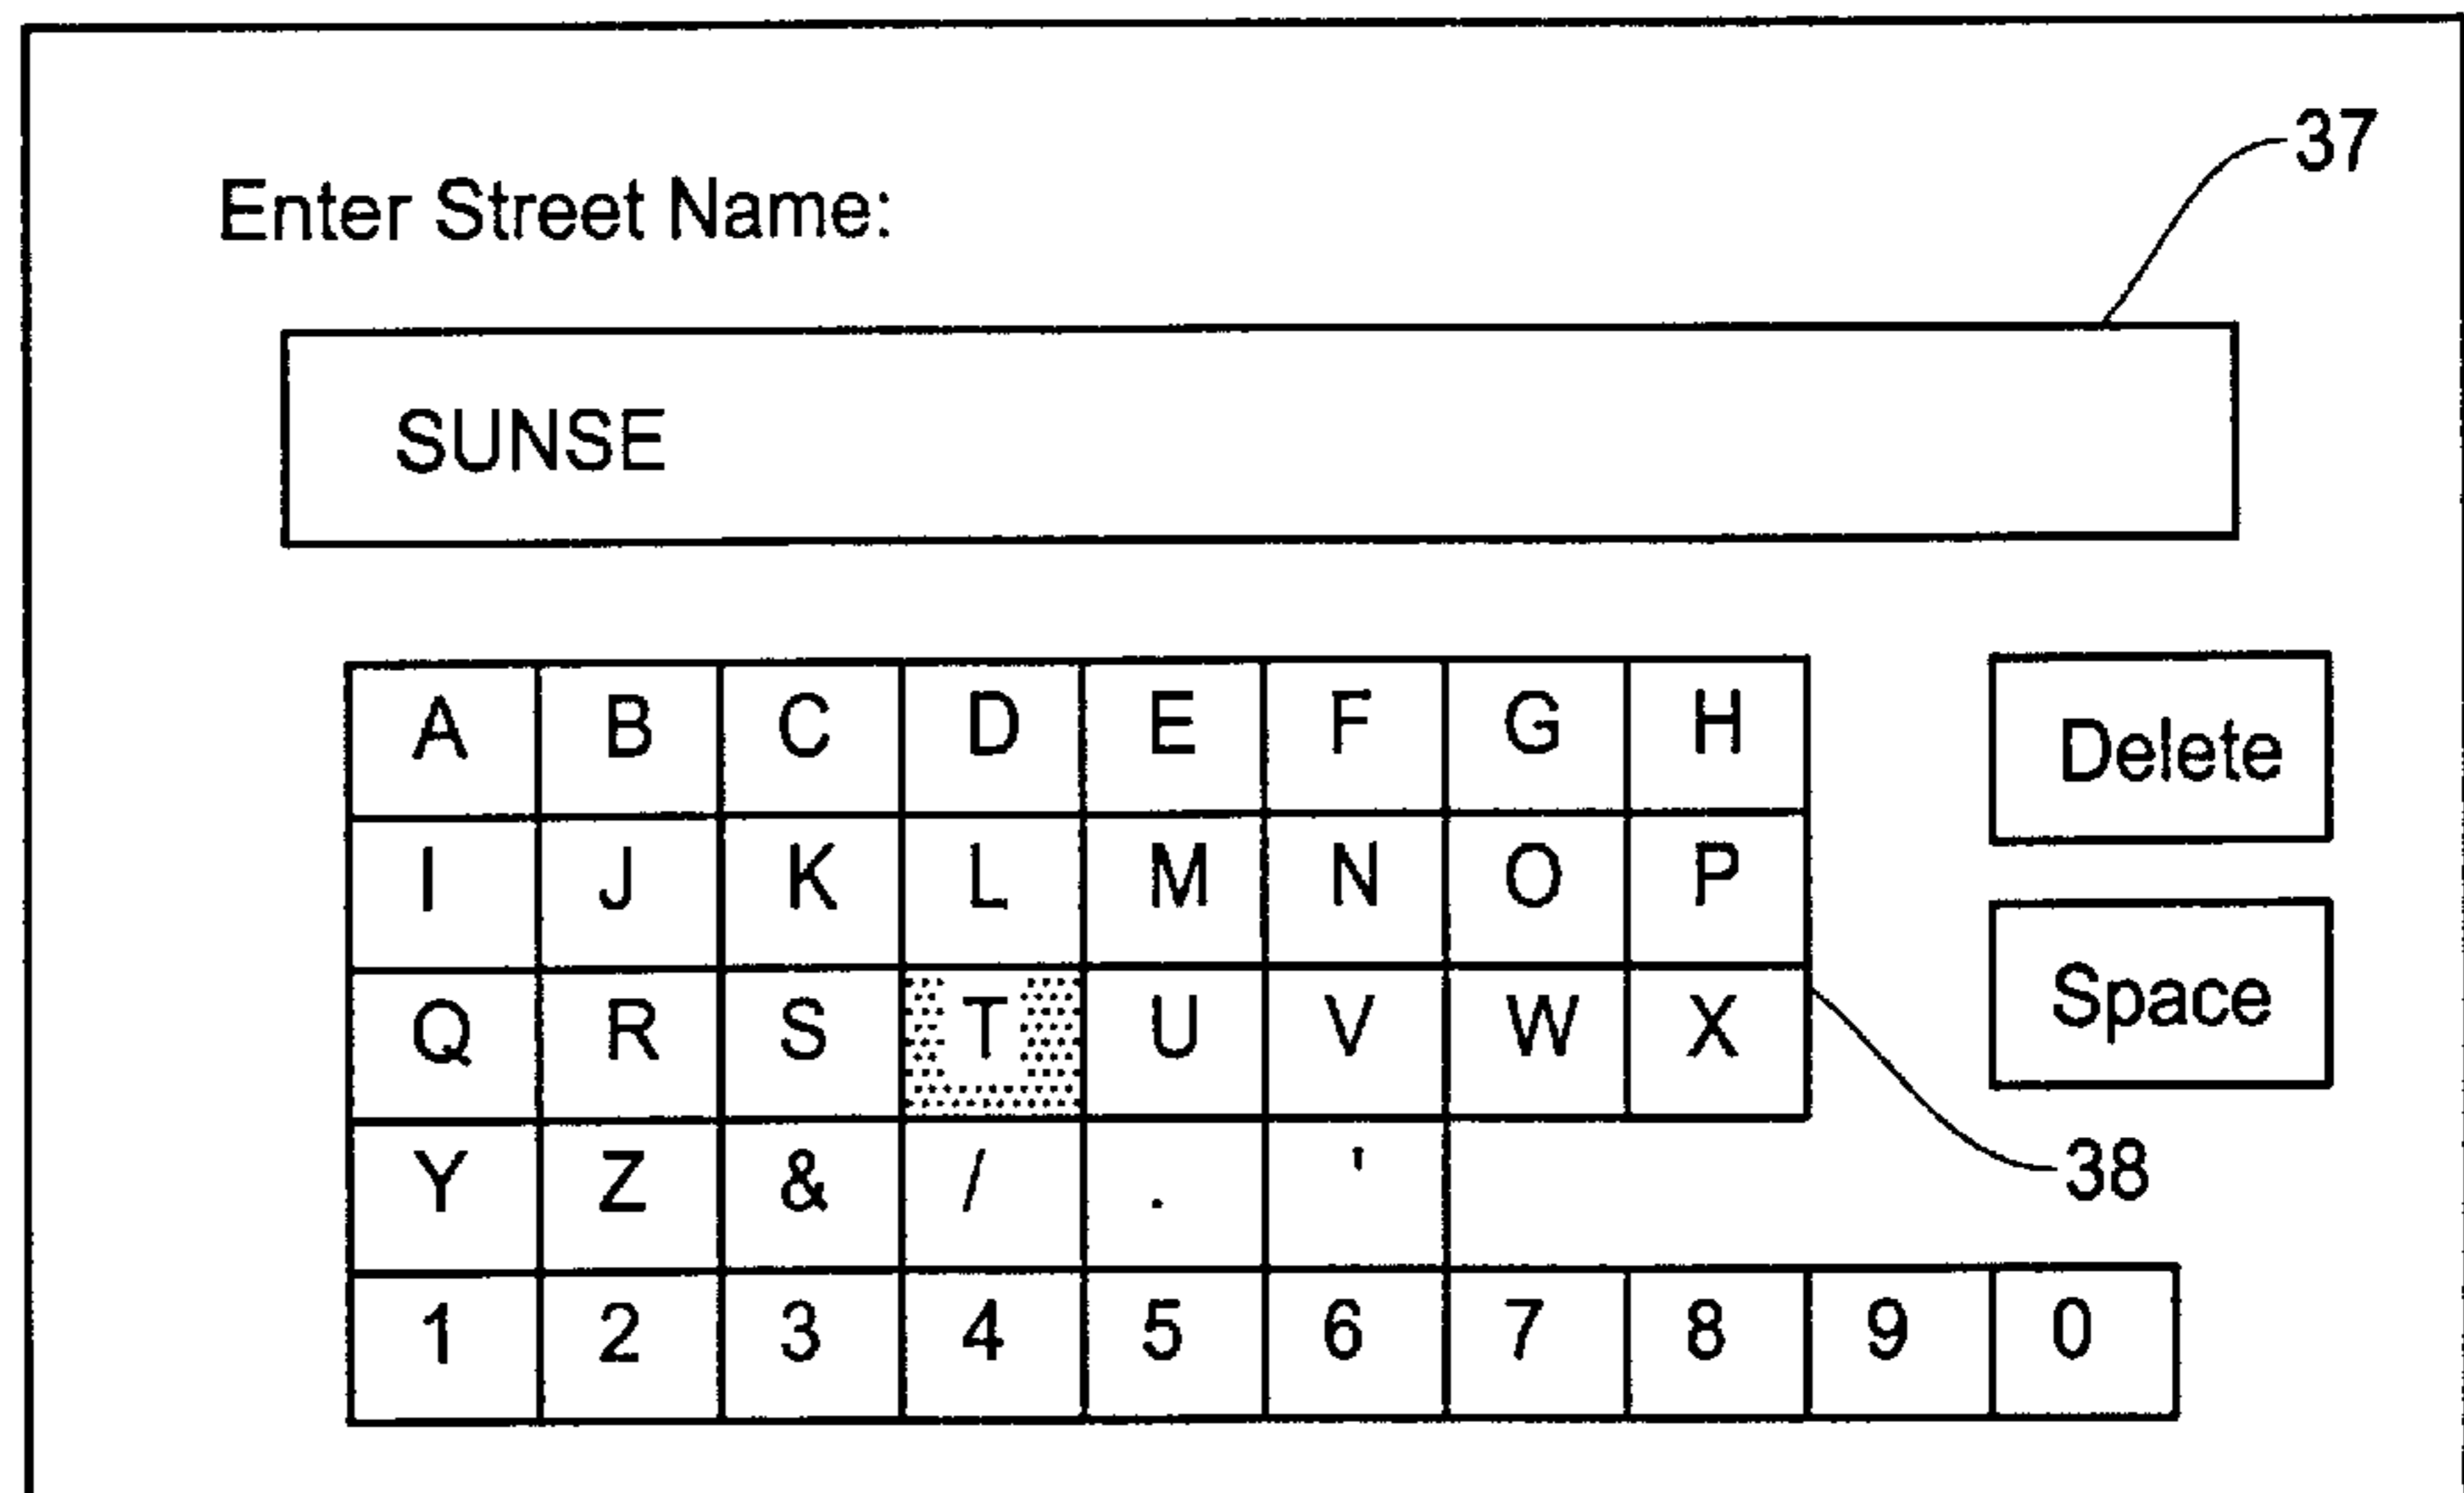 37
Enter Street Name:
SUNSE
A B C D E F G H
Delete
I J K L M N O P
Q R S T U V W X
Space
Y Z & / . '
38
1 2 3 4 5 6 7 8 9 0